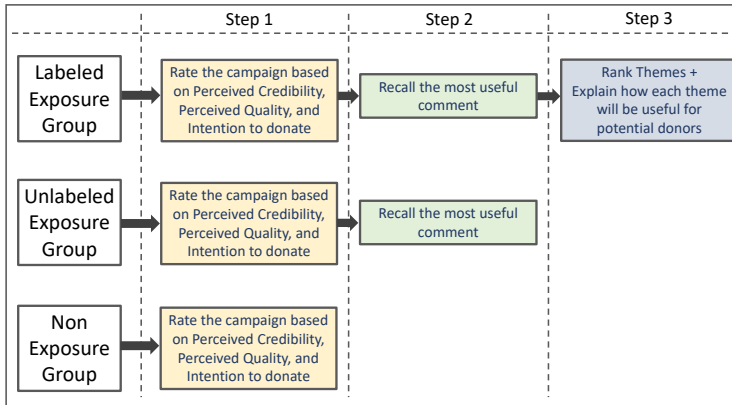 Step 1
Step 2
Step 3
Labeled
Exposure
Group
Rate the campaign based
on Perceived Credibility,
Perceived Quality, and
Intention to donate
Recall the most useful
comment
Rank Themes +
Explain how each theme
will be useful for
potential donors
Unlabeled
Exposure
Group
Rate the campaign based
on Perceived Credibility,
Perceived Quality, and
Intention to donate
Recall the most useful
comment
Non
Exposure
Group
Rate the campaign based
on Perceived Credibility,
Perceived Quality, and
Intention to donate